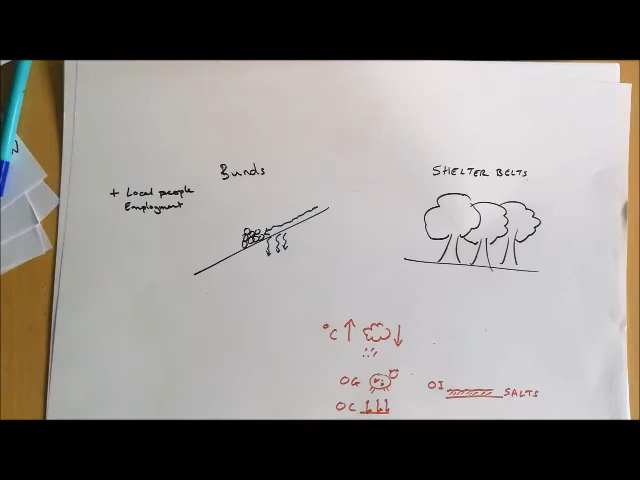 Bunds
SHELTER BELTS
+ Local people
Employment
°C
OG
OI
SALTS
OC